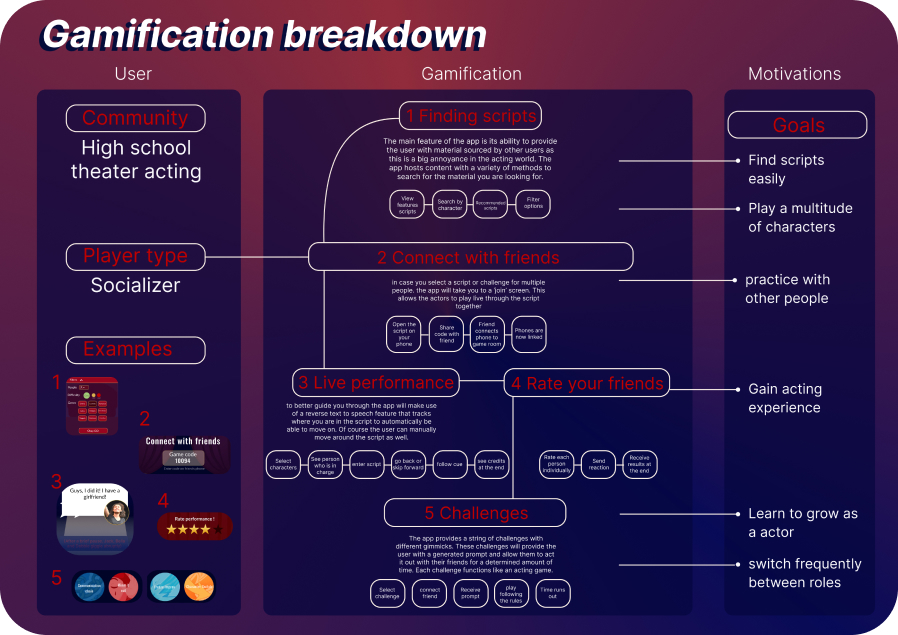 Gamification breakdown
User
Gamification
Motivations
Community
High school
theater acting
Player type
Socializer
Examples
1
2
Connect with friends
Game code
10094
3
Guys, I did it! I have a
girlfriend!
4
Rate performance !
5
1 Finding scripts
The main feature of the app is its ability to provide
the user with material sourced by other users as
this is a big annoyance in the acting world. The
app hosts content with a variety of methods to
search for the material you are looking for.
View
features
scripts
Search by
character
Recommended
scripts
Filter
options
2 Connect with friends
in case you select a script or challenge for multiple
people. the app will take you to a 'join' screen. This
allows the actors to play live through the script
together
Open the
script on
your
phone
Share
code with
friend
Friend
connects
phone to
game room
Phones are
now linked
3 Live performance
to better guide you through the app will make use
of a reverse text to speech feature that tracks
where you are in the script to automatically be
able to move on. Of course the user can manually
move around the script as well.
Select
characters
See person
who is in
charge
enter script
go back or
skip forward
follow cue
see credits
at the end
4 Rate your friends
Rate each
person
individually
Send
reaction
Receive
results at
the end
5 Challenges
The app provides a string of challenges with
different gimmicks. These challenges will provide the
user with a generated prompt and allow them to act
it out with their friends for a determined amount of
time. Each challenge functions like an acting game.
Select
challenge
connect
friend
Receive
prompt
play
following
the rules
Time runs
out
Goals
Find scripts
easily
Play a multitude
of characters
practice with
other people
Gain acting
experience
Learn to grow as
a actor
switch frequently
between roles